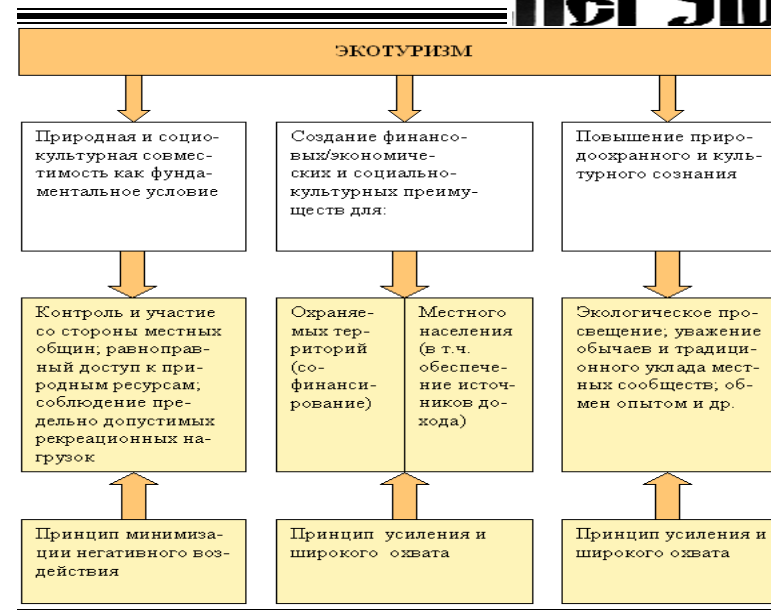 ЭКОТУРИЗМ
Природная и социо-
культурная совмес-
тимость как фунда-
ментальное условие
Создание финансо-
вых/экономиче-
ских и социально-
культурных преиму-
ществ для:
Повышение приро-
доохранного и куль-
турного сознания
Контроль и участие
со стороны местных
общин; равноправ-
ный доступ к при-
родным ресурсам;
соблюдение пре-
дельно допустимых
рекреационных на-
грузок
Охраняе-
мых тер-
риторий
(со-
финанси-
рование)
Местного
населения
(в т.ч.
обеспече-
ние источ-
ников до-
хода)
Экологическое про-
свещение; уважение
обычаев и традици-
онного уклада мест-
ных сообществ; об-
мен опытом и др.
Принцип минимиза-
ции негативного воз-
действия
Принцип усиления и
широкого охвата
Принцип усиления и
широкого охвата